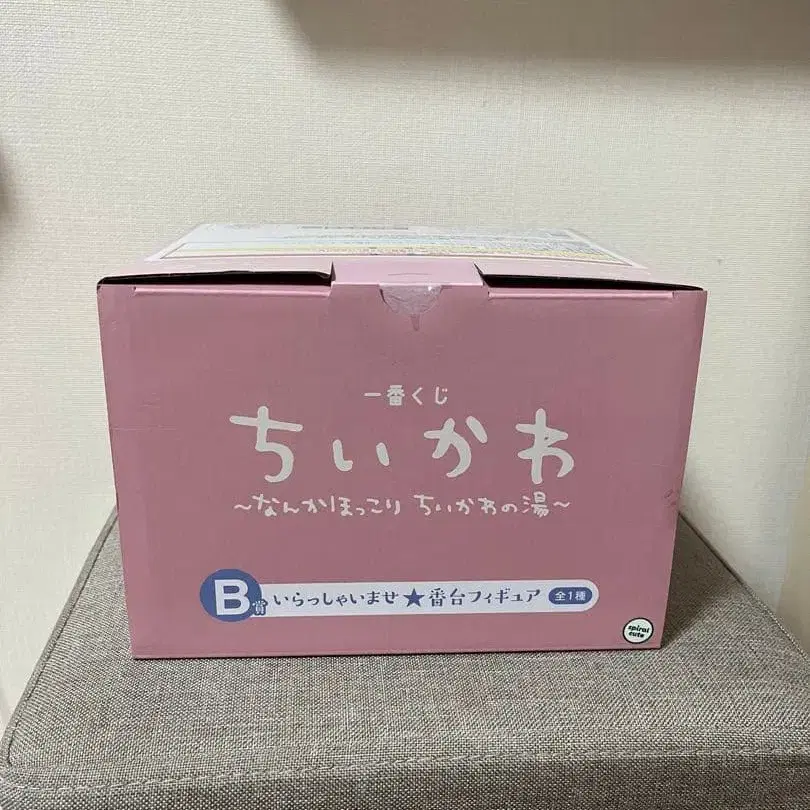 一番くじ
ちいかわ
～なんかほっこり ちいかわの湯～
B賞 いらっしゃいませ★番台フィギュア 全1種
spiral
cute